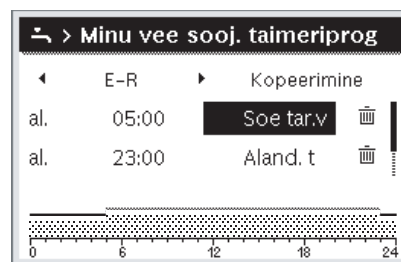 > Minu vee sooj. taimeriprog
E-R Kopeerimine
al. 05:00 Soe tar.v
al. 23:00 Aland. t
0 6 12 18 24